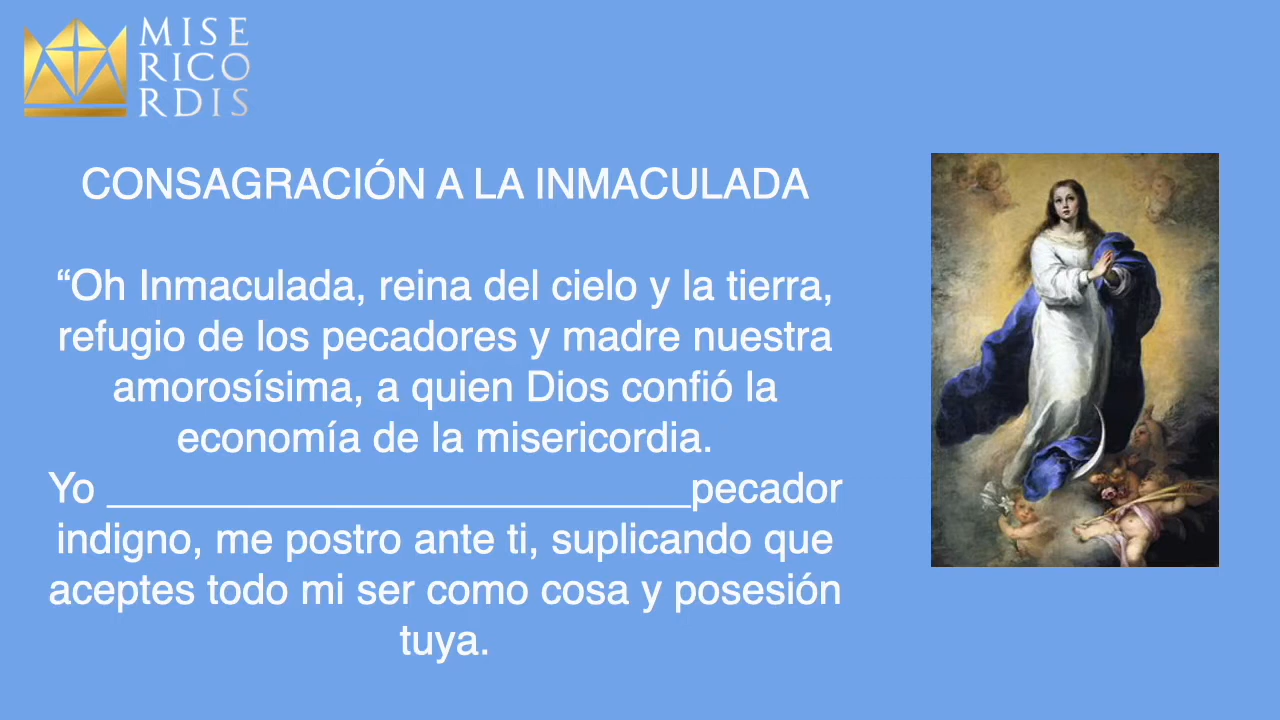 MISE
RICO
RDIS
CONSAGRACIÓN A LA INMACULADA
“Oh Inmaculada, reina del cielo y la tierra,
refugio de los pecadores y madre nuestra
amorosísima, a quien Dios confió la
economía de la misericordia.
Yo _________________________pecador
indigno, me postro ante ti, suplicando que
aceptes todo mi ser como cosa y posesión
tuya.